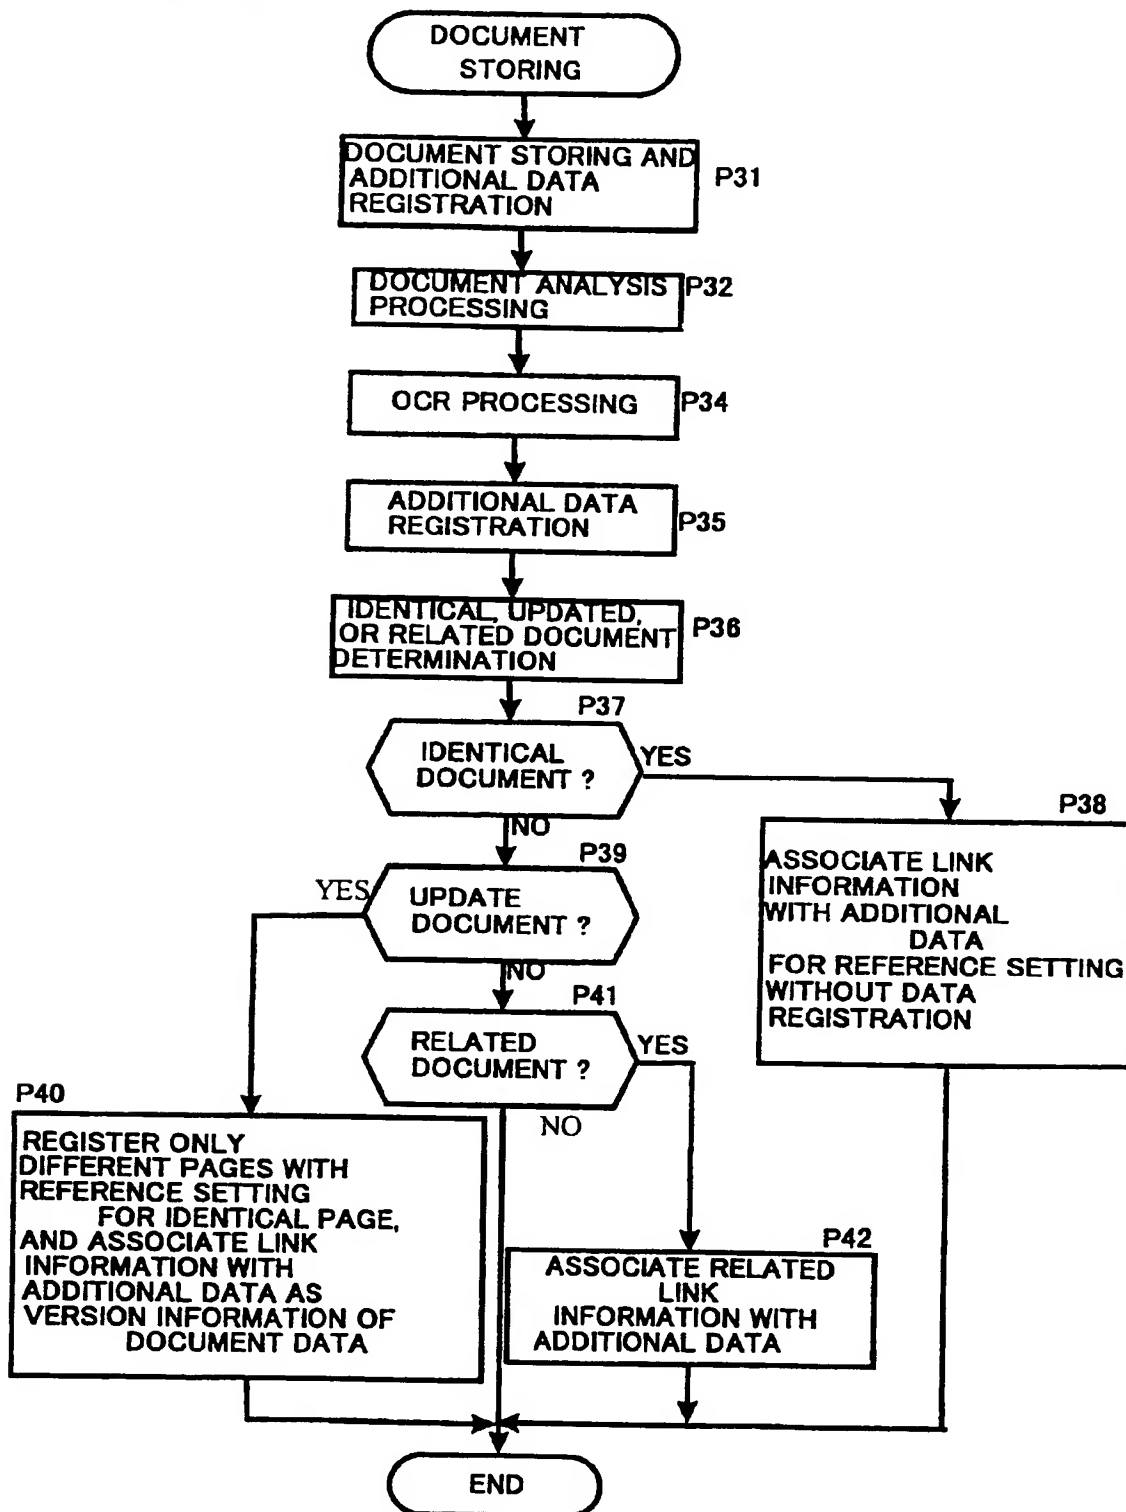 DOCUMENT
STORING
DOCUMENT STORING AND
ADDITIONAL DATA
REGISTRATION
P31
DOCUMENT ANALYSIS
PROCESSING
P32
OCR PROCESSING
P34
ADDITIONAL DATA
REGISTRATION
P35
IDENTICAL, UPDATED,
OR RELATED DOCUMENT
DETERMINATION
P36
P37
IDENTICAL
DOCUMENT ?
YES
NO
P38
ASSOCIATE LINK
INFORMATION
WITH ADDITIONAL
DATA
FOR REFERENCE SETTING
WITHOUT DATA
REGISTRATION
P39
YES
UPDATE
DOCUMENT ?
NO
P41
RELATED
DOCUMENT ?
YES
NO
P40
REGISTER ONLY
DIFFERENT PAGES WITH
REFERENCE SETTING
FOR IDENTICAL PAGE,
AND ASSOCIATE LINK
INFORMATION WITH
ADDITIONAL DATA AS
VERSION INFORMATION OF
DOCUMENT DATA
P42
ASSOCIATE RELATED
LINK
INFORMATION WITH
ADDITIONAL DATA
END